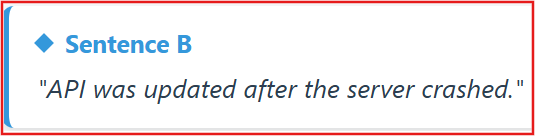 ◆ Sentence B
"API was updated after the server crashed."